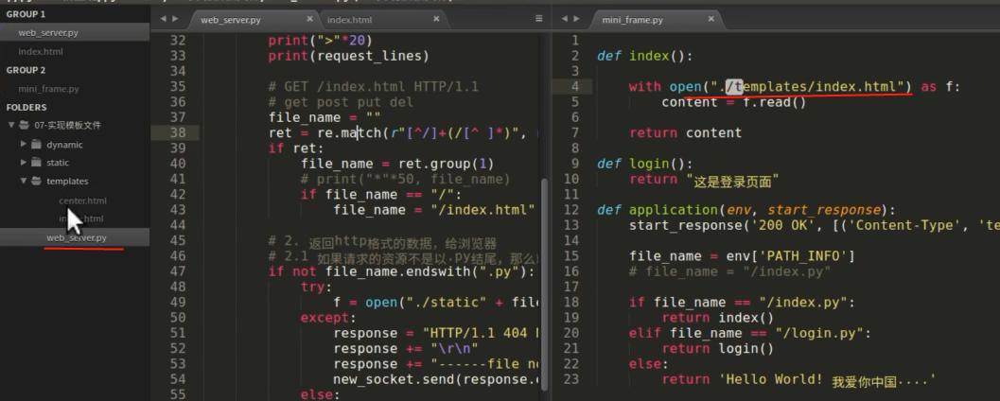 GROUP 1
web_server.py
index.html
GROUP 2
mini_frame.py
FOLDERS
07-实现模板文件
dynamic
static
templates
center.html
web_server.py
web_server.py
index.html
32 print(">"*20)
33 print(request_lines)
34
35 # GET /index.html HTTP/1.1
36 # get post put del
37 file_name = ""
38 ret = re.match(r"[^/]+(/[^ ]*)",
39 if ret:
40 file_name = ret.group(1)
41 # print("*"*50, file_name)
42 if file_name == "/":
43 file_name = "/index.html"
44
45 # 2. 返回http格式的数据,给浏览器
46 # 2.1 如果请求的资源不是以.py结尾,那么
47 if not file_name.endswith(".py"):
48 try:
49 f = open("./static" + file
50 except:
51 response = "HTTP/1.1 404
52 response += "\r\n"
53 response += "------file no
54 new_socket.send(response.
55 else:
mini_frame.py
1
2 def index():
3
4 with open("./templates/index.html") as f:
5 content = f.read()
6
7 return content
8
9 def login():
10 return "这是登录页面"
11
12 def application(env, start_response):
13 start_response('200 OK', [('Content-Type', 'te
14
15 file_name = env['PATH_INFO']
16 # file_name = "/index.py"
17
18 if file_name == "/index.py":
19 return index()
20 elif file_name == "/login.py":
21 return login()
22 else:
23 return 'Hello World! 我爱你中国....'